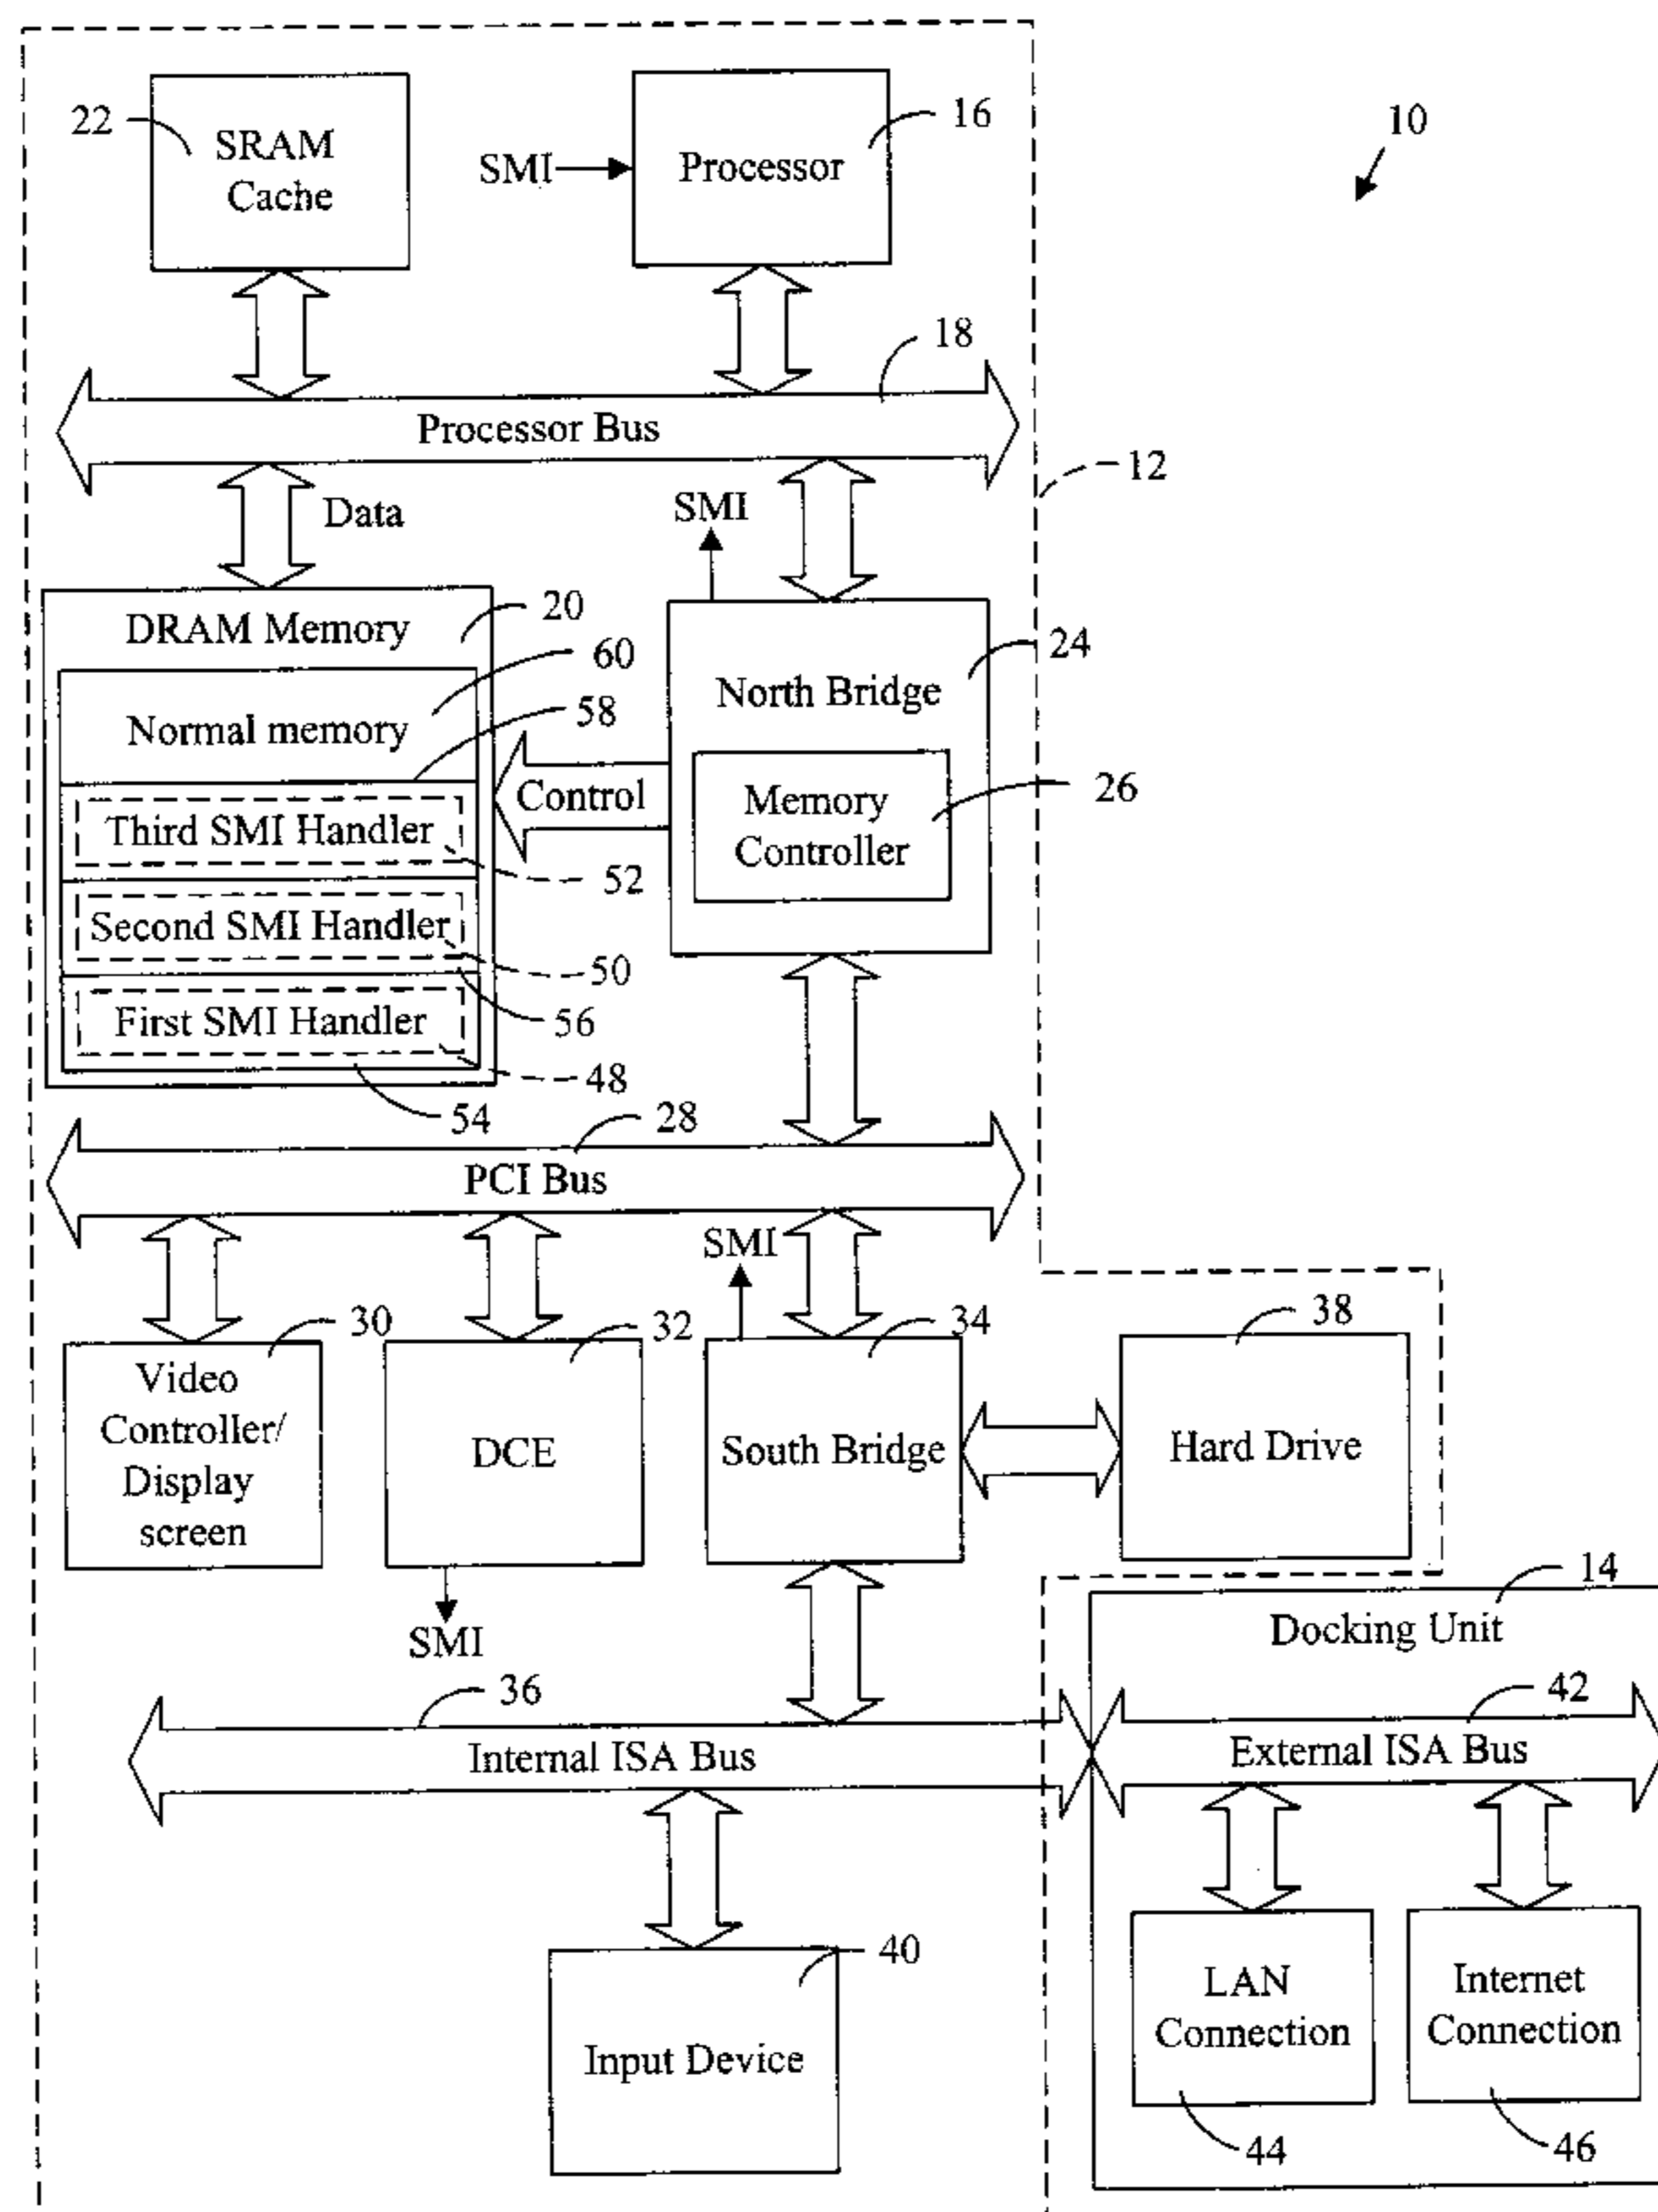 22
SRAM
Cache
SMI
Processor
16
10
18
Processor Bus
12
Data
SMI
DRAM Memory
20
60
24
North Bridge
Normal memory
58
Control
Memory
Controller
26
Third SMI Handler
52
Second SMI Handler
50
First SMI Handler
56
48
54
28
PCI Bus
SMI
30
32
34
38
Video
Controller/
Display
screen
DCE
South Bridge
Hard Drive
14
Docking Unit
SMI
36
42
Internal ISA Bus
External ISA Bus
40
Input Device
LAN
Connection
Internet
Connection
44
46